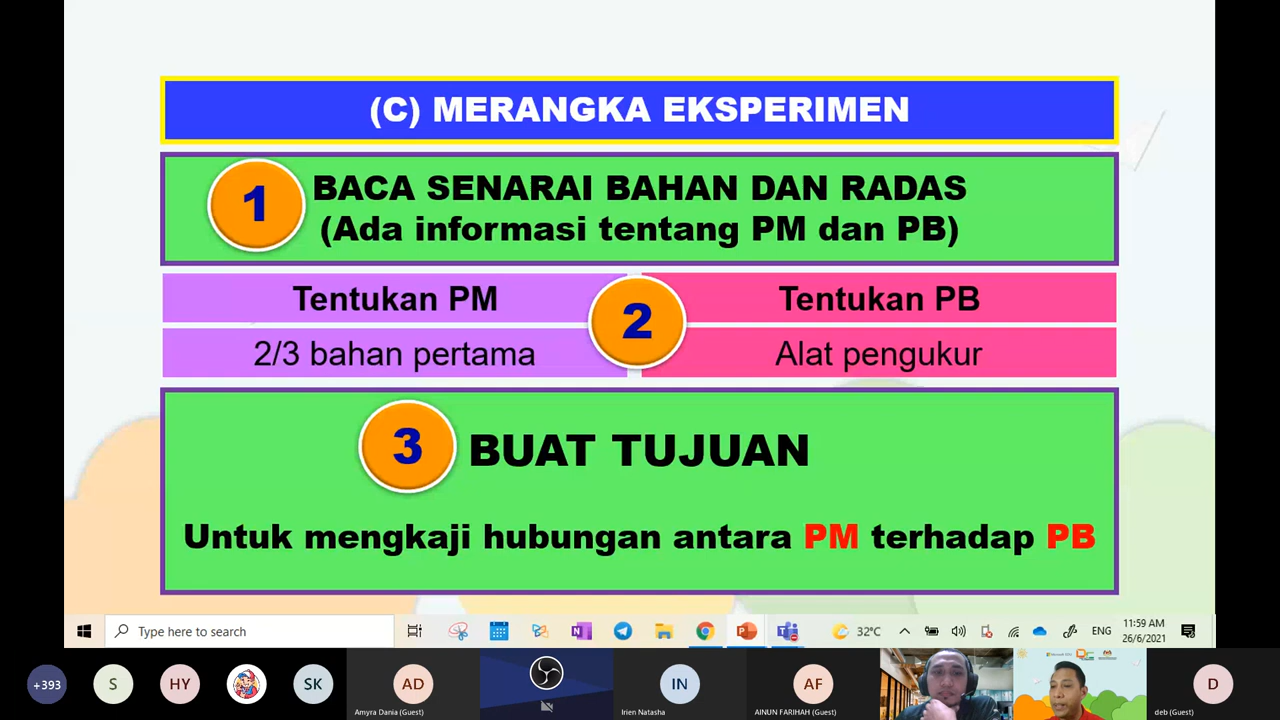 (C) MERANGKA EKSPERIMEN
1
BACA SENARAI BAHAN DAN RADAS
(Ada informasi tentang PM dan PB)
Tentukan PM
2
Tentukan PB
2/3 bahan pertama
Alat pengukur
3
BUAT TUJUAN
Untuk mengkaji hubungan antara PM terhadap PB
Type here to search
32°C
ENG
11:59 AM
26/6/2021
+393
S
HY
SK
AD
Amyra Dania (Guest)
IN
Irien Natasha
AF
AINUN FARIHAH (Guest)
D
deb (Guest)